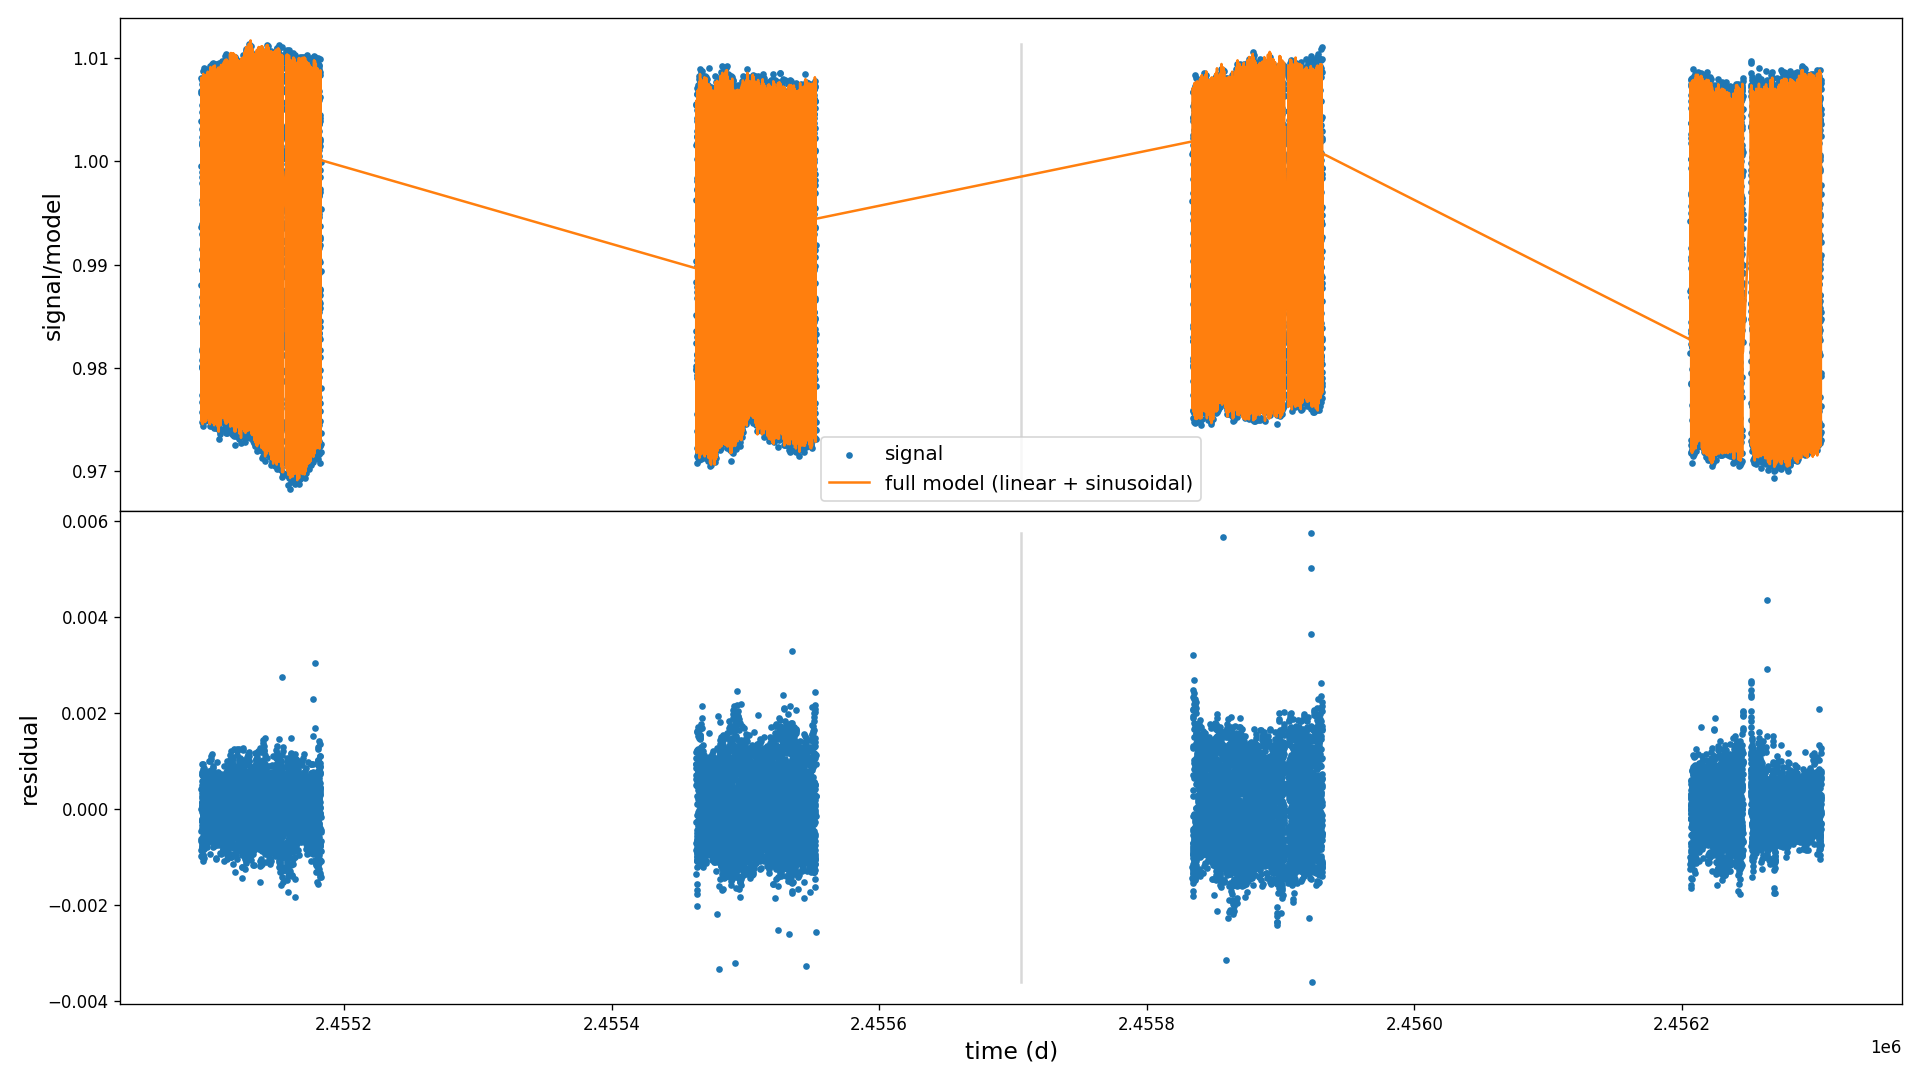 signal/model
1.01
1.00
0.99
0.98
0.97
signal
full model (linear + sinusoidal)
residual
0.006
0.004
0.002
0.000
−0.002
−0.004
2.4552
2.4554
2.4556
2.4558
2.4560
2.4562
time (d)
1e6